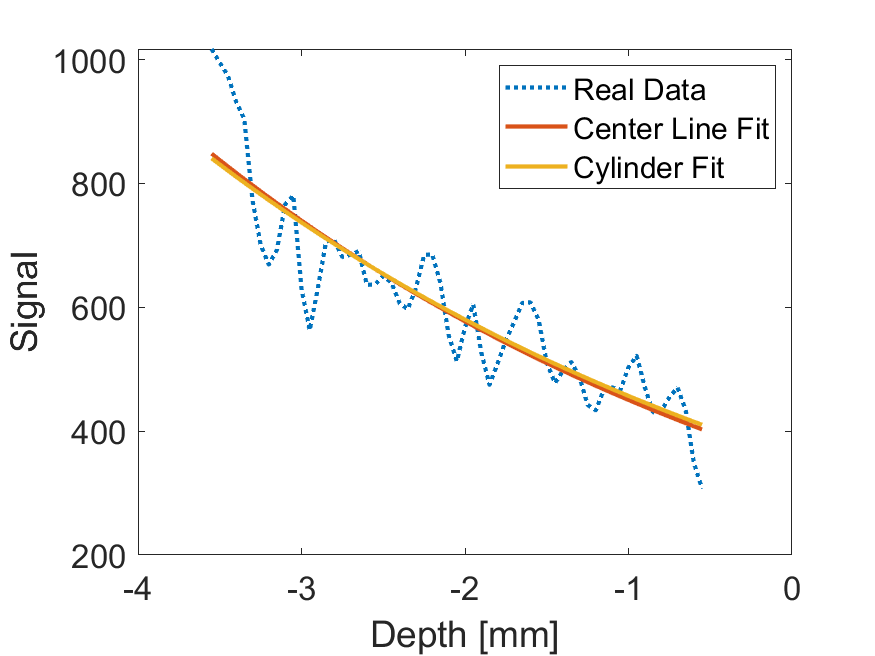 1000
800
600
400
200
-4
-3
-2
-1
0
Signal
Depth [mm]
Real Data
Center Line Fit
Cylinder Fit